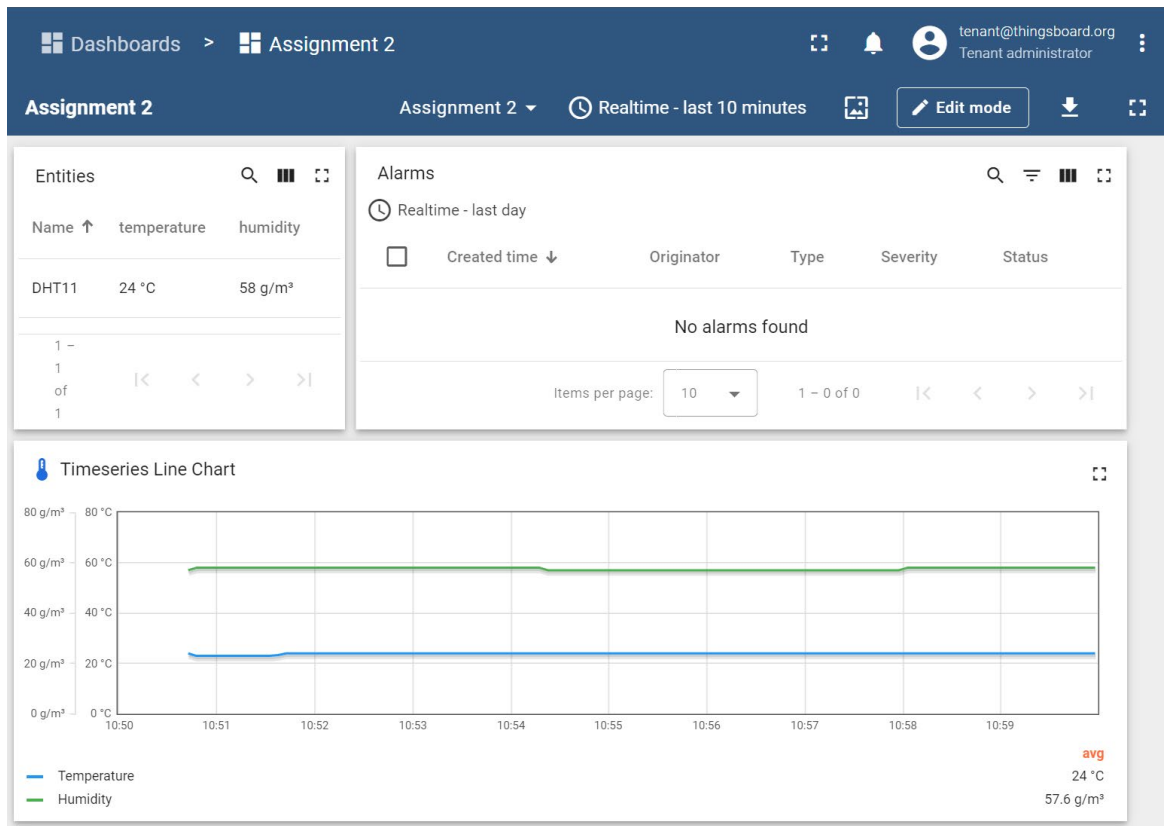 Dashboards > Assignment 2
tenant@thingsboard.org
Tenant administrator
Assignment 2
Assignment 2
Realtime - last 10 minutes
Edit mode
Entities
Name temperature humidity
DHT11 24 °C 58 g/m³
1 –
1
of
1
Alarms
Realtime - last day
Created time Originator Type Severity Status
No alarms found
Items per page: 10 1 – 0 of 0
Timeseries Line Chart
80 g/m³ 80 °C
60 g/m³ 60 °C
40 g/m³ 40 °C
20 g/m³ 20 °C
0 g/m³ 0 °C
10:50 10:51 10:52 10:53 10:54 10:55 10:56 10:57 10:58 10:59
avg
Temperature 24 °C
Humidity 57.6 g/m³